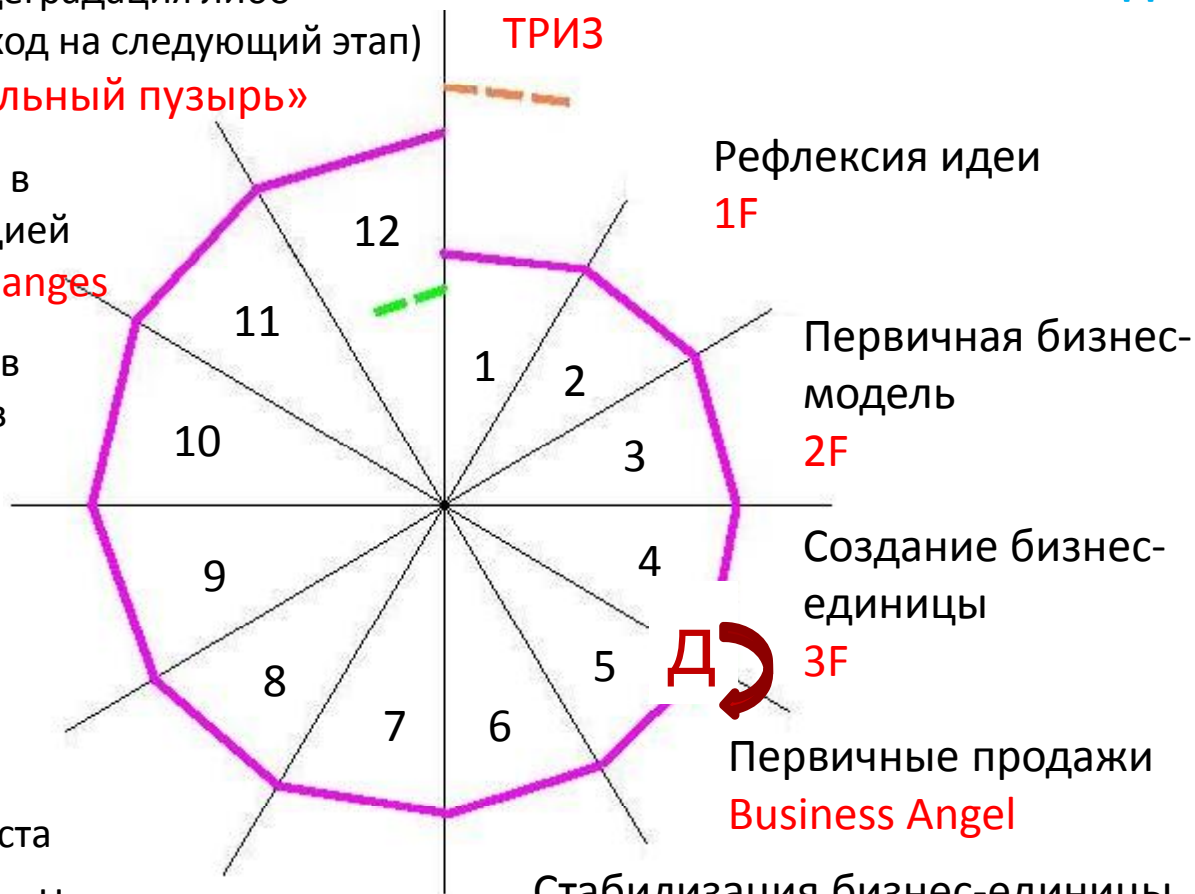 ход на следующий этап)
ТРИЗ
льный пузырь»
Рефлексия идеи
1F
в
цией
anges
в
Первичная бизнес-
модель
2F
Создание бизнес-
единицы
3F
Первичные продажи
Business Angel
ста
Стабилизация бизнес-единицы
1
2
3
4
5
6
7
8
9
10
11
12
Д